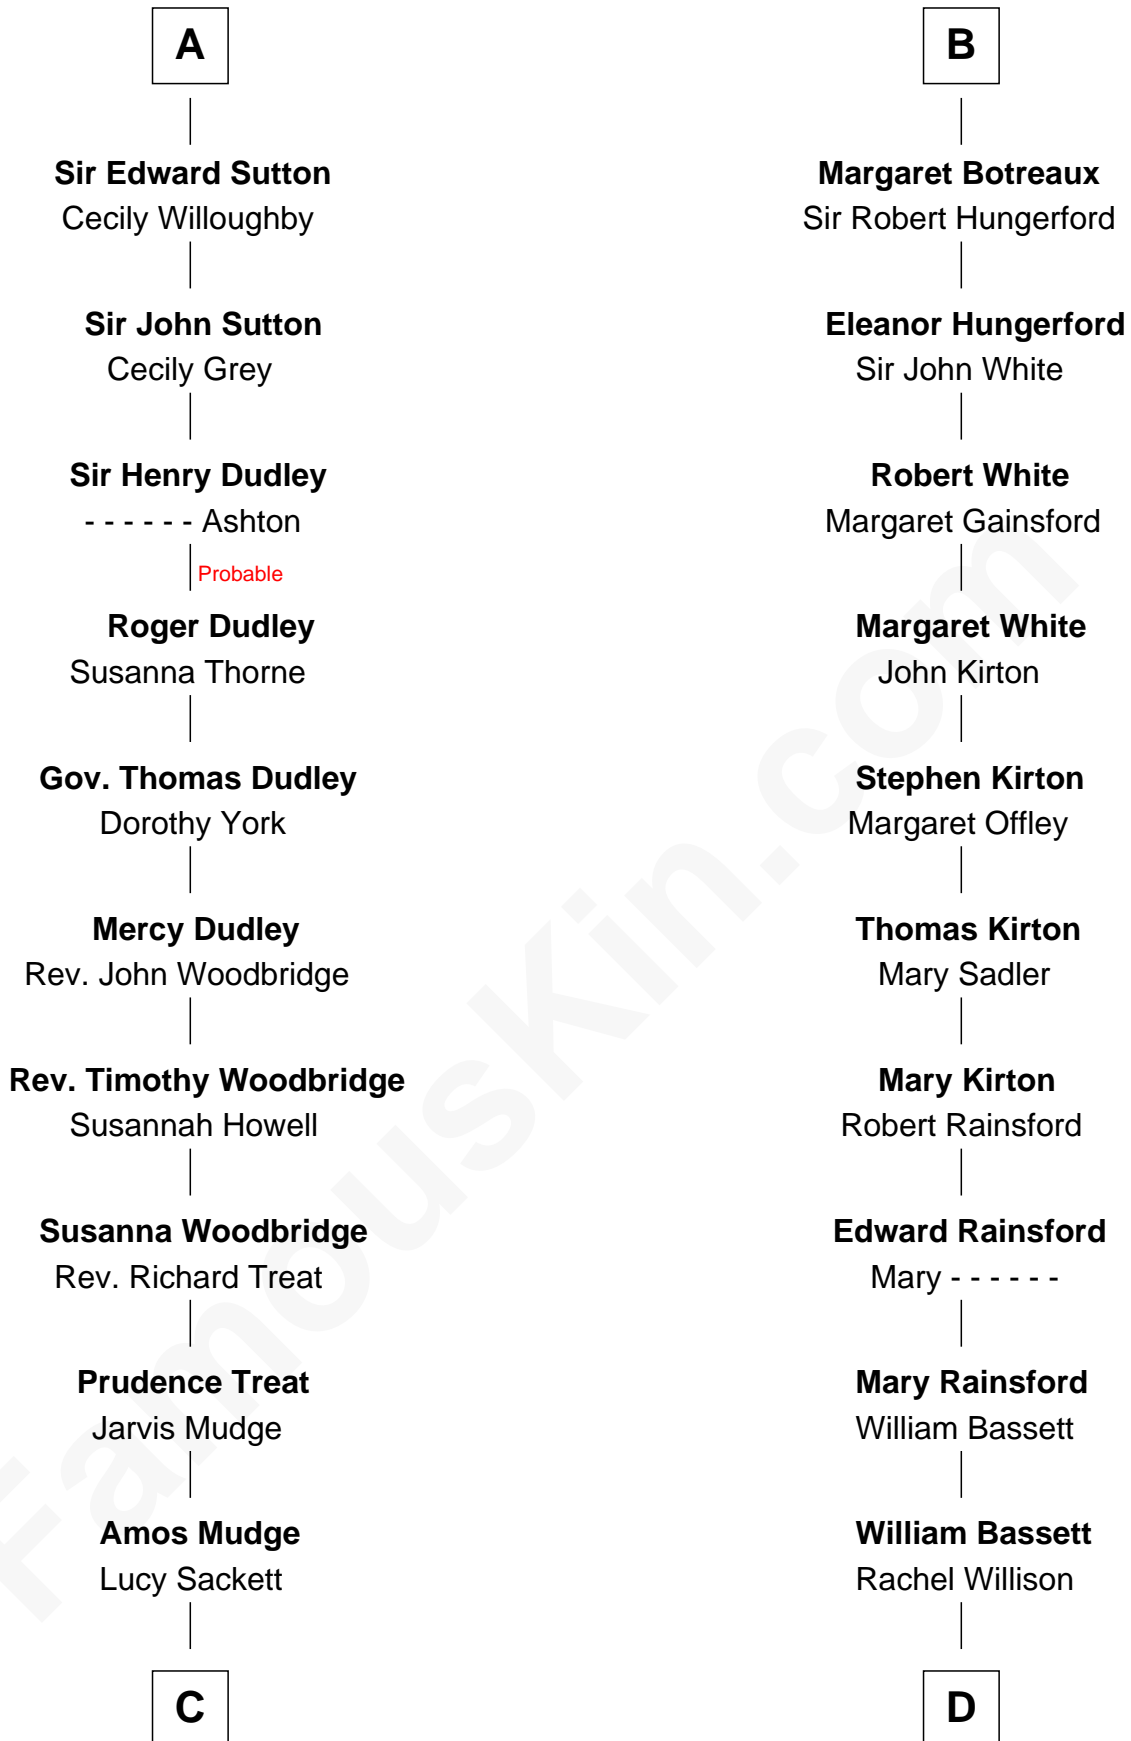 A
Sir Edward Sutton
Cecily Willoughby
Sir John Sutton
Cecily Grey
Sir Henry Dudley
- - - - - - Ashton
Probable
Roger Dudley
Susanna Thorne
Gov. Thomas Dudley
Dorothy York
Mercy Dudley
Rev. John Woodbridge
Rev. Timothy Woodbridge
Susannah Howell
Susanna Woodbridge
Rev. Richard Treat
Prudence Treat
Jarvis Mudge
Amos Mudge
Lucy Sackett
C
B
Margaret Botreaux
Sir Robert Hungerford
Eleanor Hungerford
Sir John White
Robert White
Margaret Gainsford
Margaret White
John Kirton
Stephen Kirton
Margaret Offley
Thomas Kirton
Mary Sadler
Mary Kirton
Robert Rainsford
Edward Rainsford
Mary - - - - - -
Mary Rainsford
William Bassett
William Bassett
Rachel Willison
D
FamousKin.com